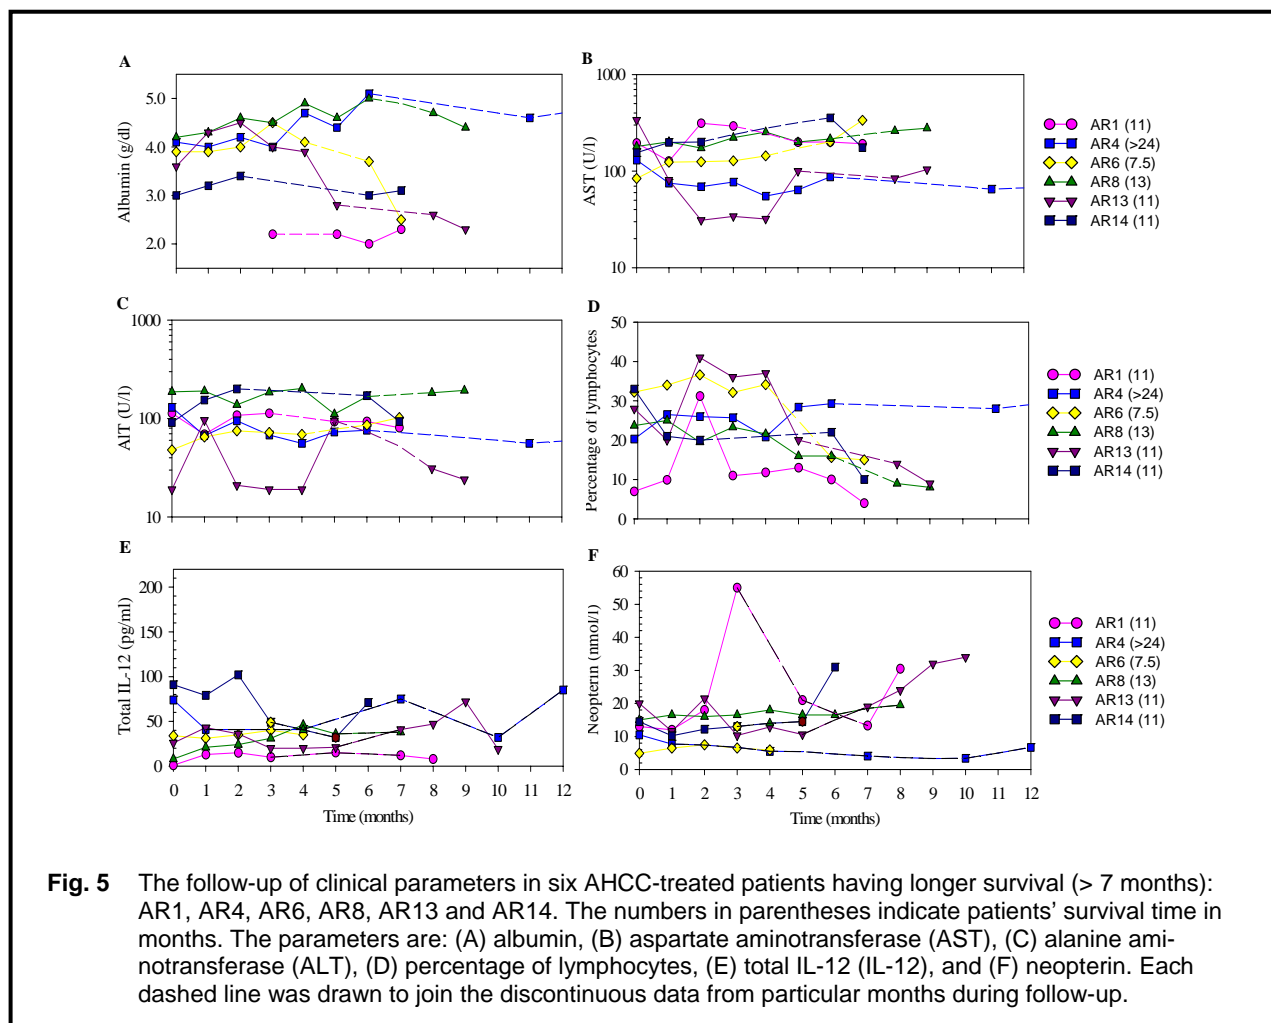 A
Albumin (g/dl)
5.0
4.0
3.0
2.0
B
AST (U/l)
1000
100
10
AR1 (11)
AR4 (>24)
AR6 (7.5)
AR8 (13)
AR13 (11)
AR14 (11)
C
AlT (U/l)
1000
100
10
D
Percentage of lymphocytes
50
40
30
20
10
0
AR1 (11)
AR4 (>24)
AR6 (7.5)
AR8 (13)
AR13 (11)
AR14 (11)
E
Total IL-12 (pg/ml)
200
150
100
50
0
0 1 2 3 4 5 6 7 8 9 10 11 12
Time (months)
F
Neopterin (nmol/l)
60
50
40
30
20
10
0
0 1 2 3 4 5 6 7 8 9 10 11 12
Time (months)
AR1 (11)
AR4 (>24)
AR6 (7.5)
AR8 (13)
AR13 (11)
AR14 (11)
Fig. 5 The follow-up of clinical parameters in six AHCC-treated patients having longer survival (> 7 months):
AR1, AR4, AR6, AR8, AR13 and AR14. The numbers in parentheses indicate patients' survival time in
months. The parameters are: (A) albumin, (B) aspartate aminotransferase (AST), (C) alanine ami-
notransferase (ALT), (D) percentage of lymphocytes, (E) total IL-12 (IL-12), and (F) neopterin. Each
dashed line was drawn to join the discontinuous data from particular months during follow-up.